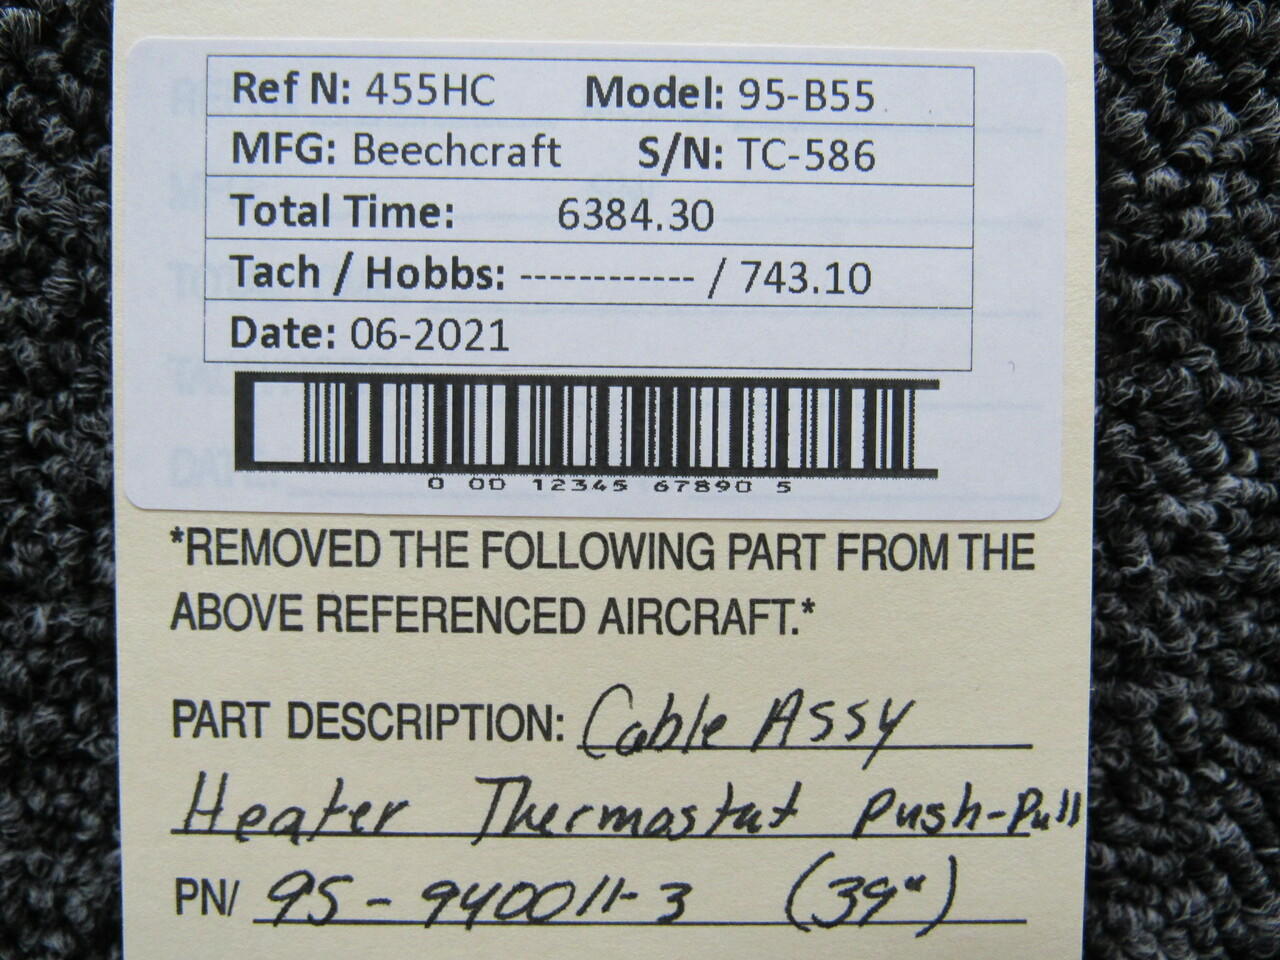 Ref N: 455HC Model: 95-B55
MFG: Beechcraft S/N: TC-586
Total Time: 6384.30
Tach / Hobbs: ------------ / 743.10
Date: 06-2021
0 00 12345 67890 5
*REMOVED THE FOLLOWING PART FROM THE
ABOVE REFERENCED AIRCRAFT.*
PART DESCRIPTION: Cable Assy
Heater Thermostat Push-Pull
PN/ 95-940011-3 (39")